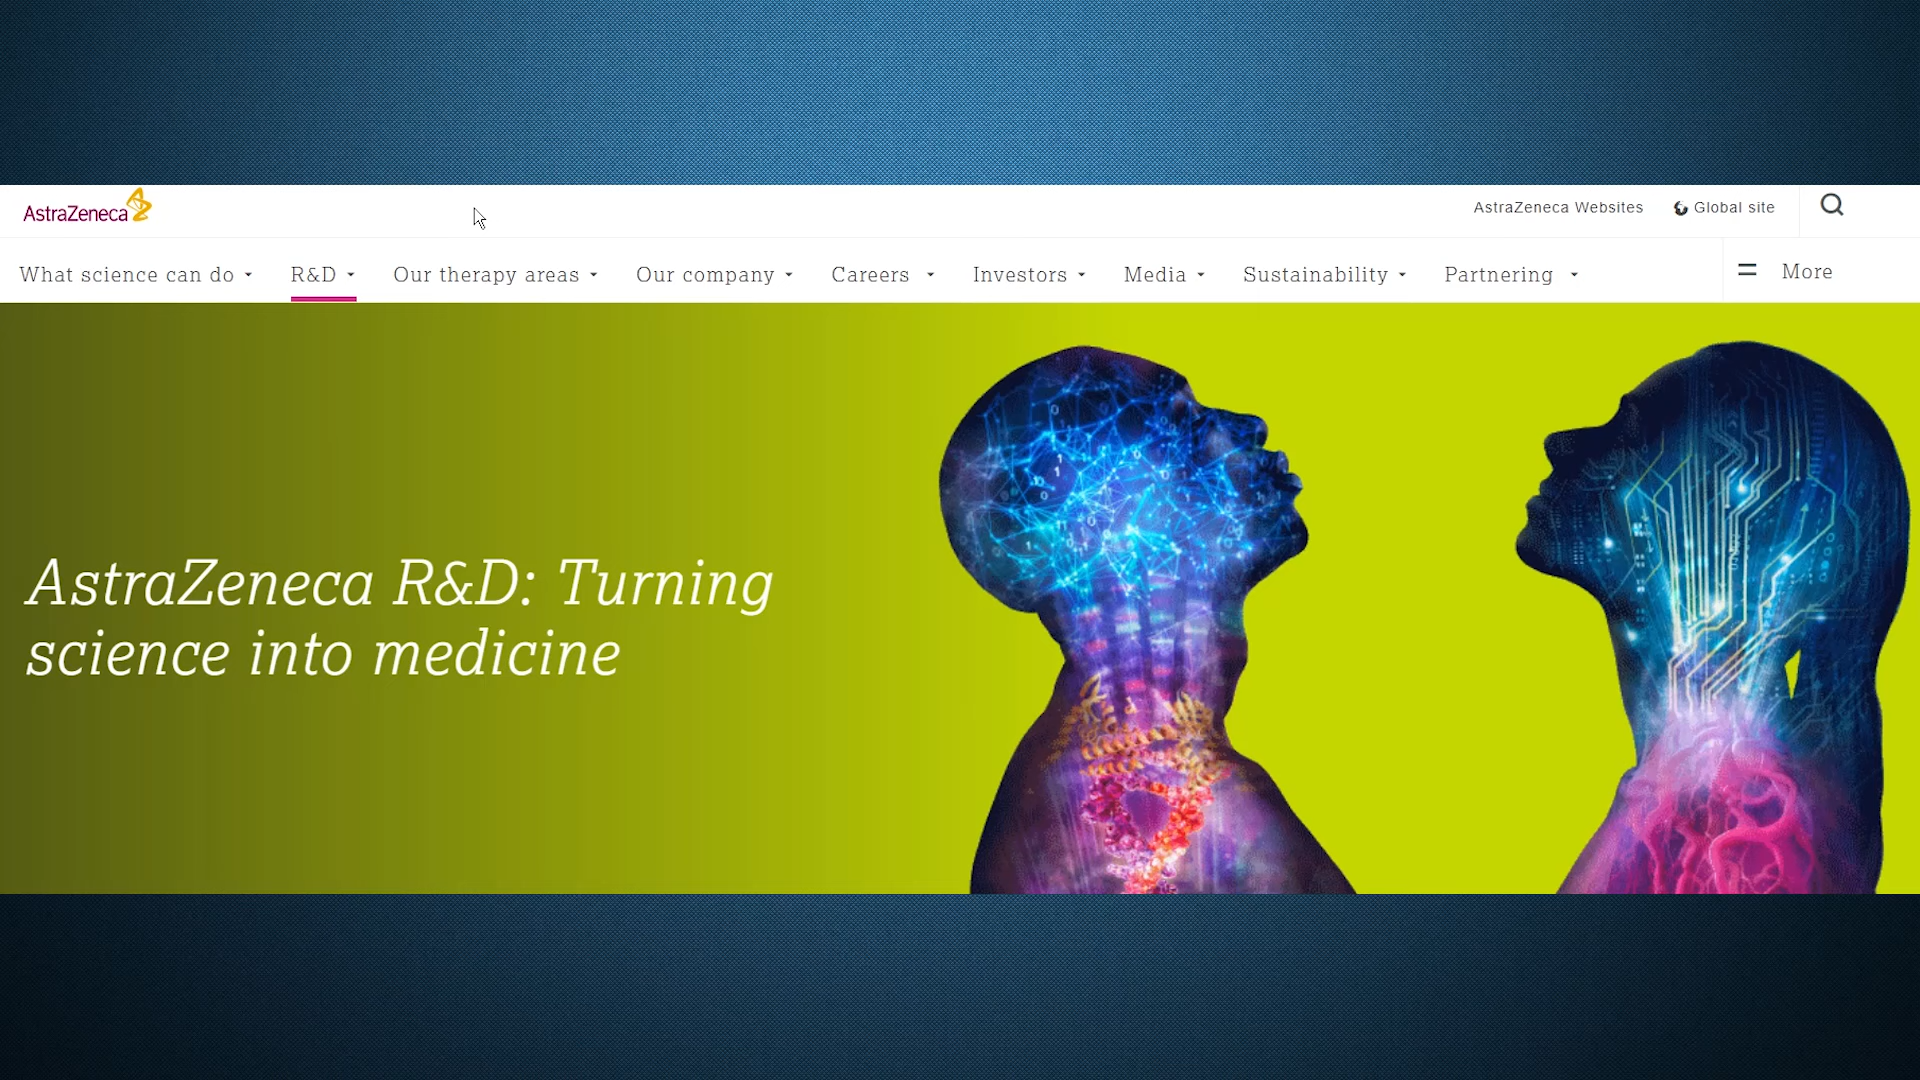 AstraZeneca
AstraZeneca Websites
Global site
What science can do
R&D
Our therapy areas
Our company
Careers
Investors
Media
Sustainability
Partnering
More
AstraZeneca R&D: Turning
science into medicine